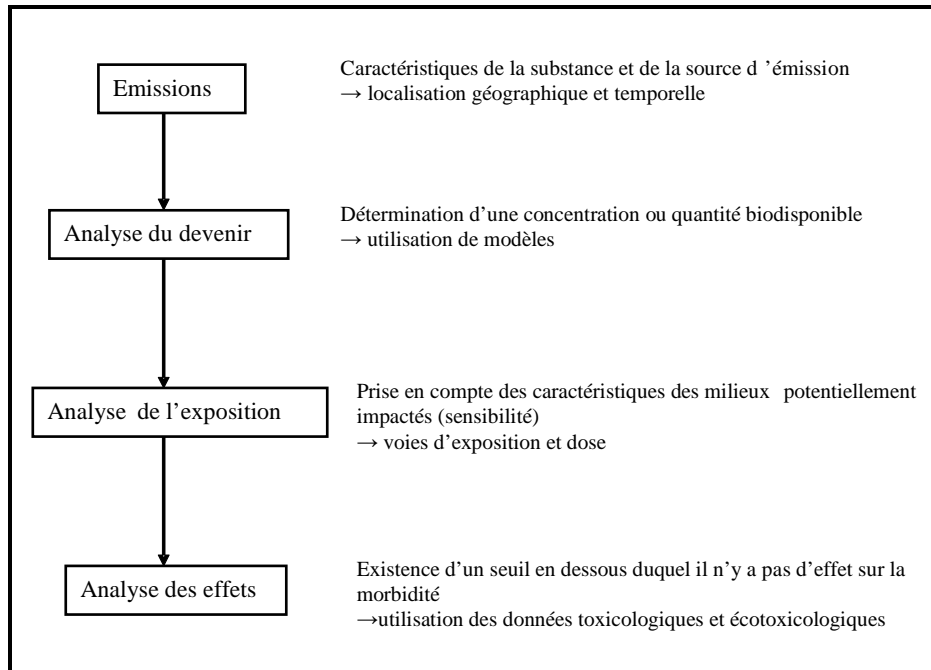 Emissions
Caractéristiques de la substance et de la source d ’émission
→ localisation géographique et temporelle
Analyse du devenir
Détermination d’une concentration ou quantité biodisponible
→ utilisation de modèles
Analyse de l’exposition
Prise en compte des caractéristiques des milieux potentiellement
impactés (sensibilité)
→ voies d’exposition et dose
Analyse des effets
Existence d’un seuil en dessous duquel il n’y a pas d’effet sur la
morbidité
→utilisation des données toxicologiques et écotoxicologiques